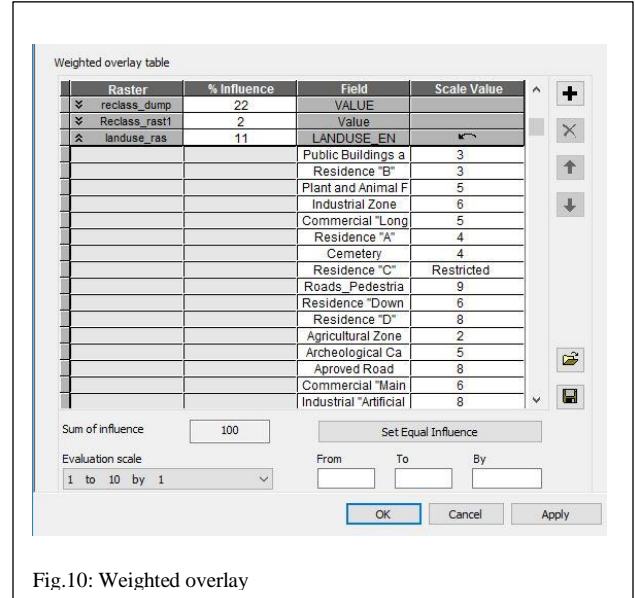 Weighted overlay table
Raster % Influence Field Scale Value
reclass_dump 22 VALUE
Reclass_rast1 2 Value
landuse_ras 11 LANDUSE_EN
Public Buildings a 3
Residence "B" 3
Plant and Animal F 5
Industrial Zone 6
Commercial "Long 5
Residence "A" 4
Cemetery 4
Residence "C" Restricted
Roads_Pedestria 9
Residence "Down 6
Residence "D" 8
Agricultural Zone 2
Archeological Ca 5
Aproved Road 8
Commercial "Main 6
Industrial "Artificial 8
Sum of influence 100 Set Equal Influence
Evaluation scale From To By
1 to 10 by 1
OK Cancel Apply
Fig.10: Weighted overlay